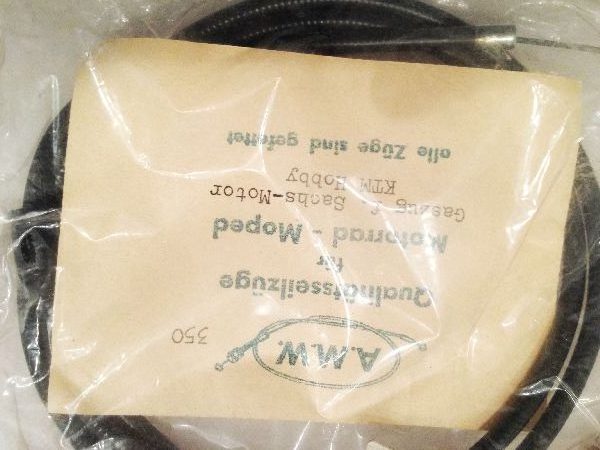 A.M.W.
350
Qualitätsseilzüge
für
Motorrad - Moped
Gaszug f. Sachs-Motor
KTM Hobby
alle Züge sind gefettet